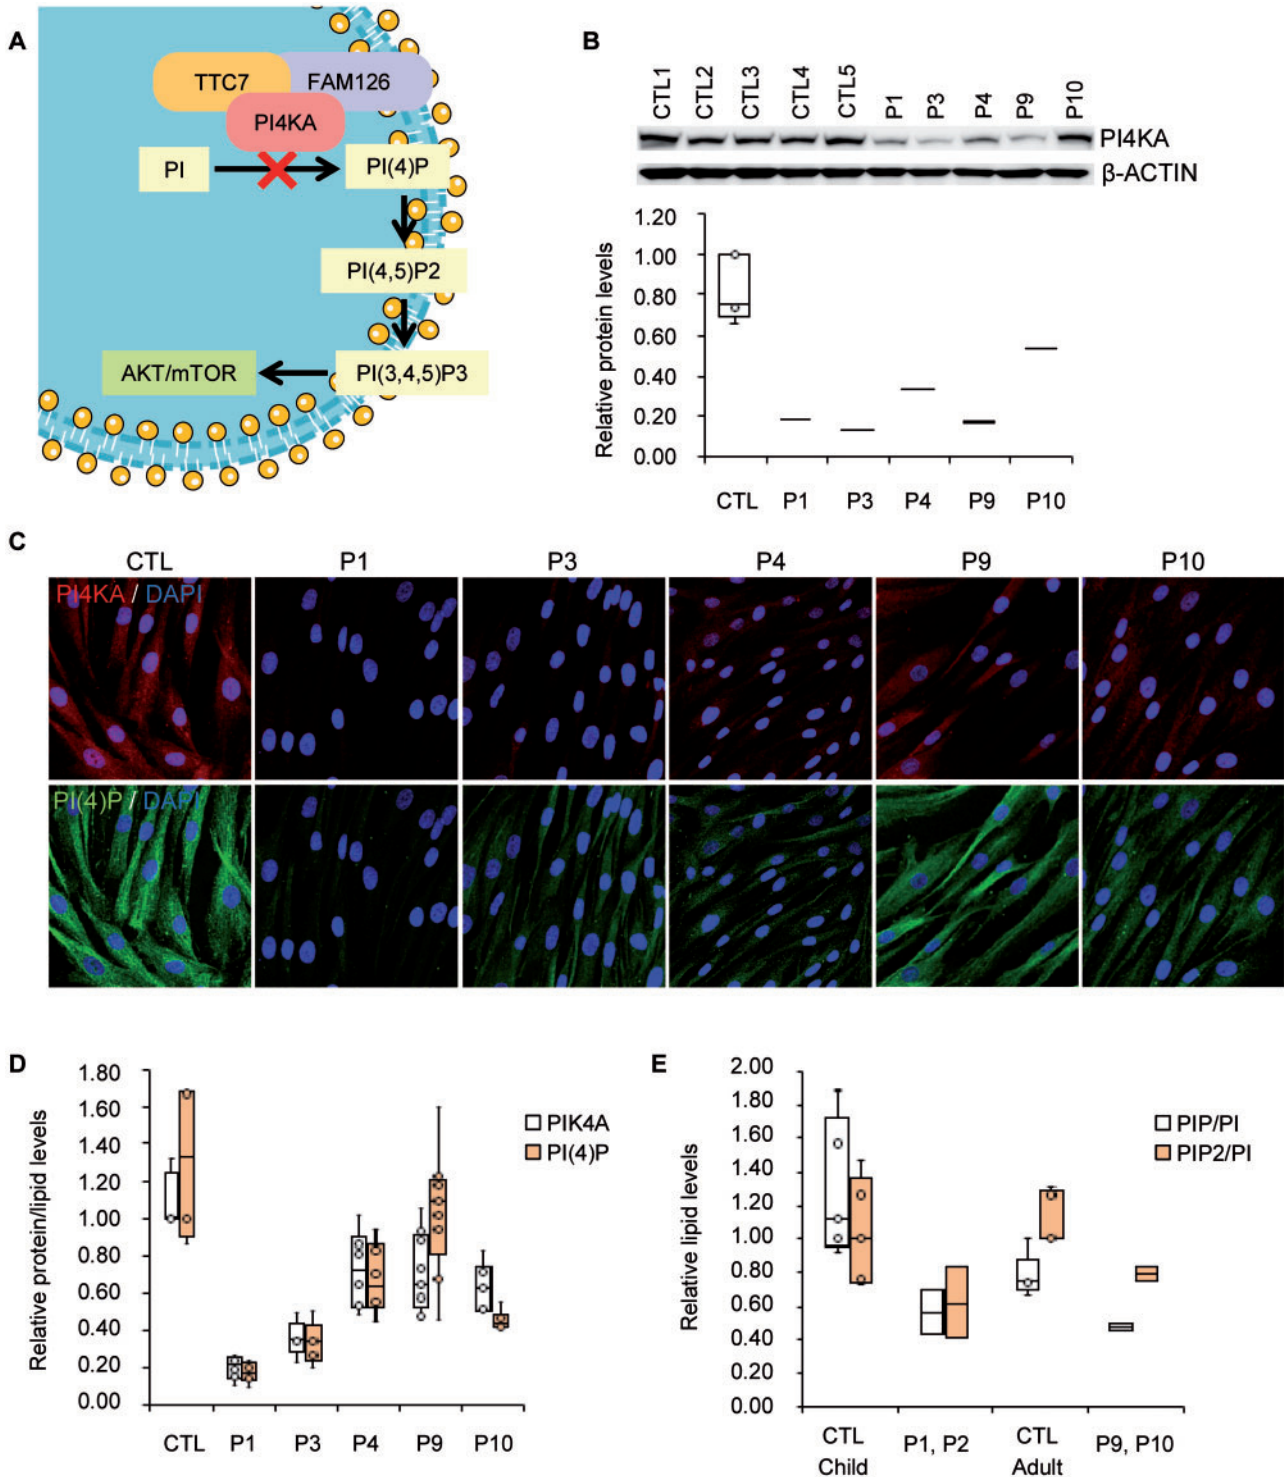 A
TTC7
FAM126
PI4KA
PI
PI(4)P
PI(4,5)P2
AKT/mTOR
PI(3,4,5)P3
B
CTL1 CTL2 CTL3 CTL4 CTL5 P1 P3 P4 P9 P10
PI4KA
β-ACTIN
Relative protein levels
1.20
1.00
0.80
0.60
0.40
0.20
0.00
CTL P1 P3 P4 P9 P10
C
CTL P1 P3 P4 P9 P10
PI4KA / DAPI
PI(4)P / DAPI
D
Relative protein/lipid levels
1.80
1.60
1.40
1.20
1.00
0.80
0.60
0.40
0.20
0.00
PIK4A
PI(4)P
CTL P1 P3 P4 P9 P10
E
Relative lipid levels
2.00
1.80
1.60
1.40
1.20
1.00
0.80
0.60
0.40
0.20
0.00
PIP/PI
PIP2/PI
CTL Child
P1, P2
CTL Adult
P9, P10